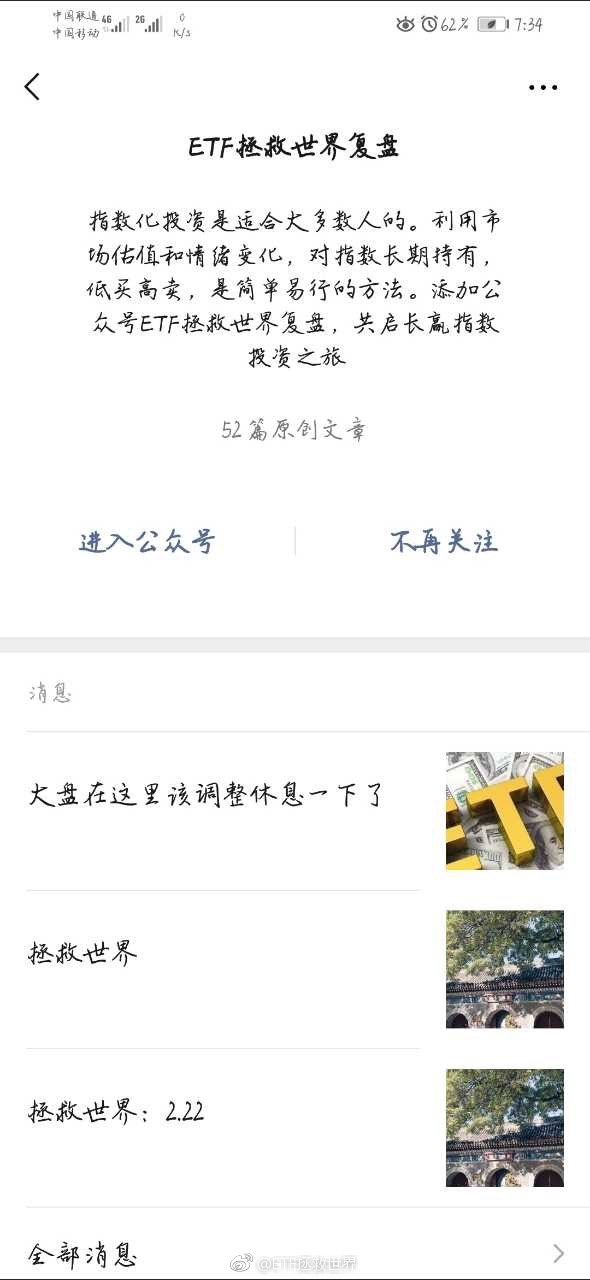 中国联通 4G 2G 0 62% 7:34
中国移动 K/s
ETF拯救世界复盘
指数化投资是适合大多数人的。利用市
场估值和情绪变化，对指数长期持有，
低买高卖，是简单易行的方法。添加公
众号ETF拯救世界复盘，共启长赢指数
投资之旅
52篇原创文章
进入公众号 不再关注
消息
大盘在这里该调整休息一下了
ETF
拯救世界
拯救世界：2.22
全部消息
@ETF拯救世界